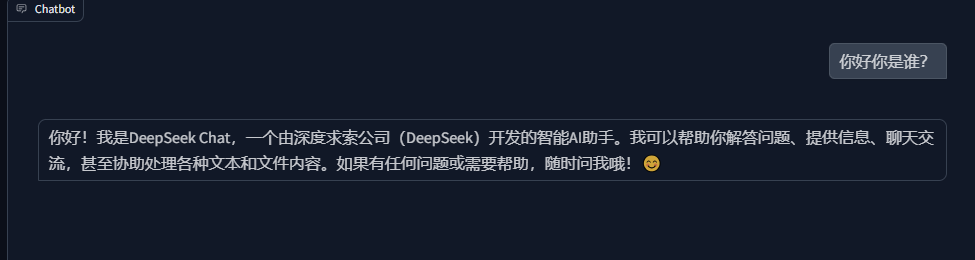 Chatbot
你好你是谁？
你好！我是DeepSeek Chat，一个由深度求索公司（DeepSeek）开发的智能AI助手。我可以帮助你解答问题、提供信息、聊天交
流，甚至协助处理各种文本和文件内容。如果有任何问题或需要帮助，随时问我哦！😊